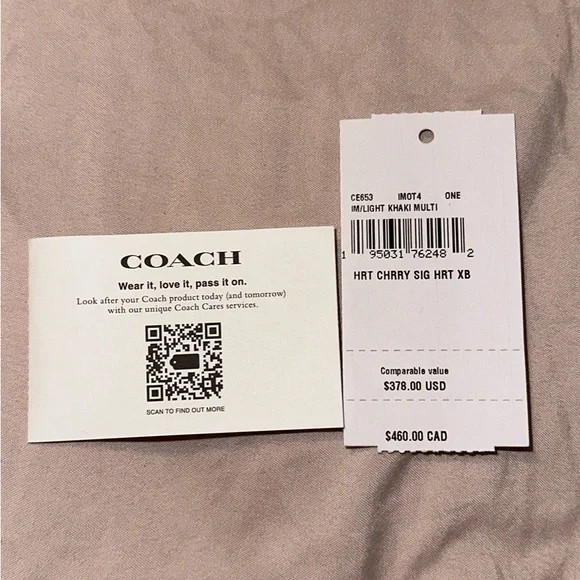 COACH
Wear it, love it, pass it on.
Look after your Coach product today (and tomorrow)
with our unique Coach Cares services.
SCAN TO FIND OUT MORE
CE653 IMOT4 ONE
IM/LIGHT KHAKI MULTI
1 95031 76248 2
HRT CHRRY SIG HRT XB
Comparable value
$378.00 USD
$460.00 CAD